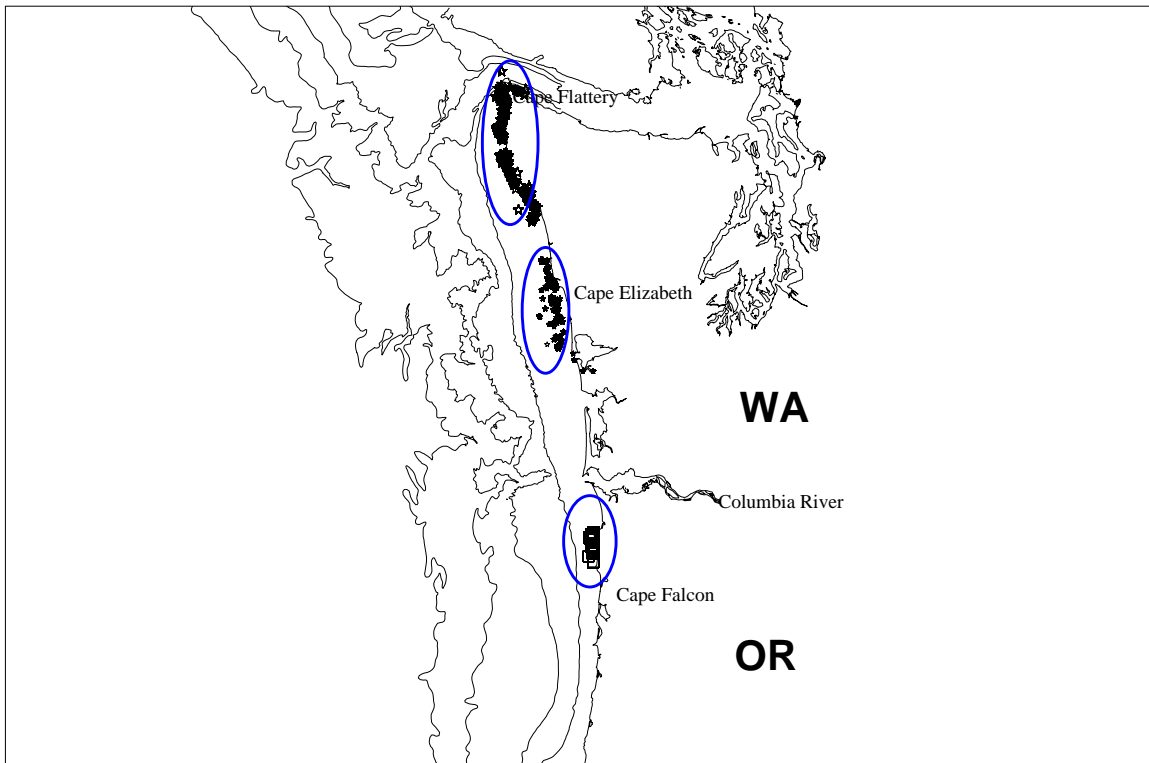 Cape Flattery
Cape Elizabeth
WA
Columbia River
Cape Falcon
OR